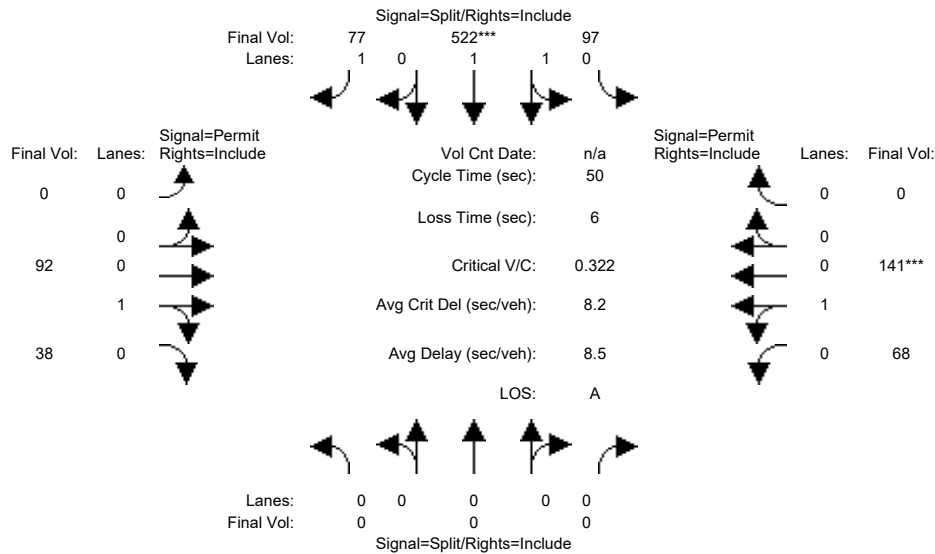 Signal=Split/Rights=Include
Final Vol: 77 522*** 97
Lanes: 1 0 1 1 0
Signal=Permit
Final Vol: Lanes: Rights=Include
Vol Cnt Date: n/a
Signal=Permit
Rights=Include Lanes: Final Vol:
Cycle Time (sec): 50
0 0
0 0
Loss Time (sec): 6
0
0
92 0
Critical V/C: 0.322
0 141***
1
Avg Crit Del (sec/veh): 8.2
1
38 0
Avg Delay (sec/veh): 8.5
0 68
LOS: A
Lanes: 0 0 0 0 0
Final Vol: 0 0 0
Signal=Split/Rights=Include